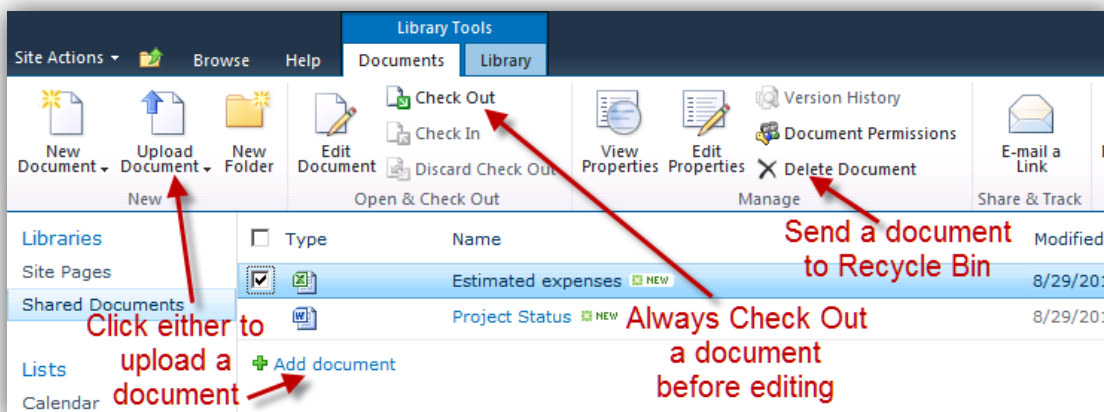 Library Tools
Site Actions Browse Help Documents Library
New Document Upload Document New Folder
Edit Document Check Out
Check In
Discard Check Out
View Properties Edit Properties Version History
Document Permissions
Delete Document
E-mail a Link
New Open & Check Out Manage Share & Track
Libraries
Site Pages
Shared Documents
Lists
Calendar
Type Name Modified
Estimated expenses NEW 8/29/201
Project Status NEW 8/29/201
Add document
Click either to
upload a
document
Always Check Out
a document
before editing
Send a document
to Recycle Bin